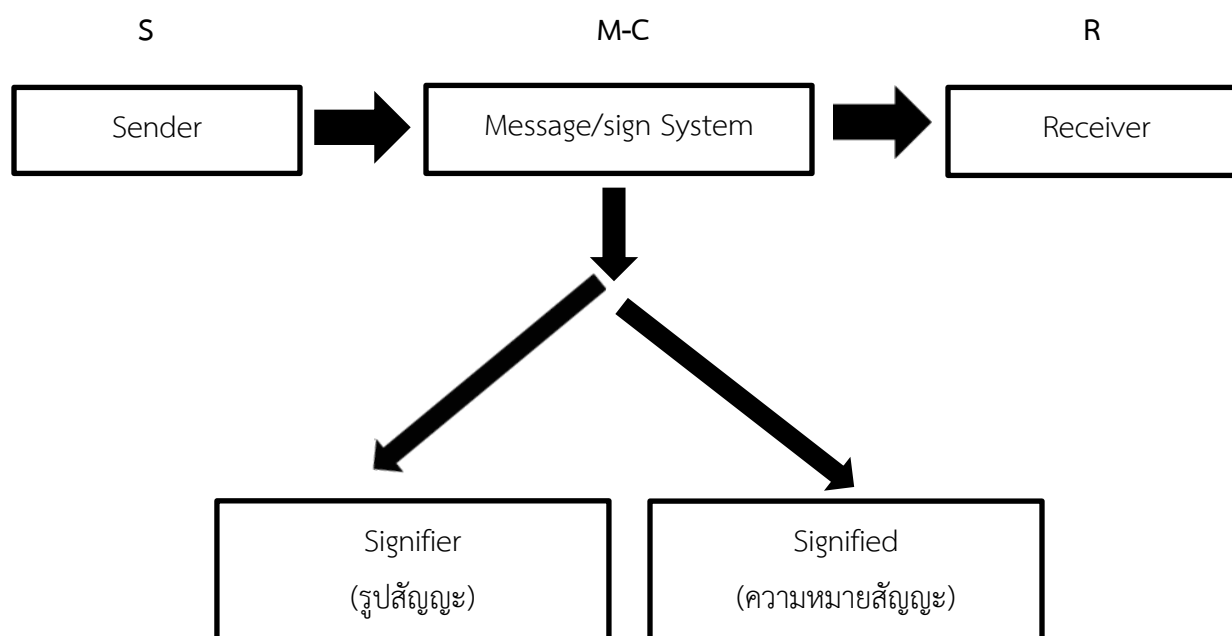 S
M-C
R
Sender
Message/sign System
Receiver
Signifier
(รูปสัญญะ)
Signified
(ความหมายสัญญะ)